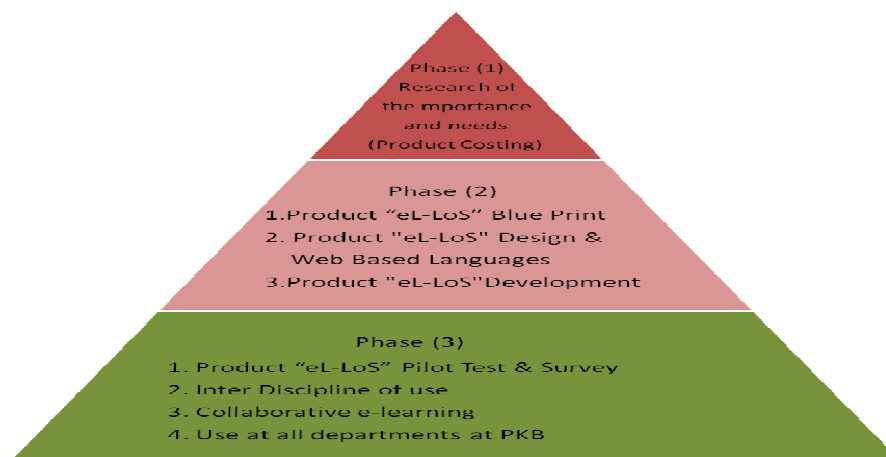 Phase (1)
Research of
the mportance
and needs
(Product Costing)
Phase (2)
1.Product “eL-LoS” Blue Print
2. Product "eL-LoS" Design &
Web Based Languages
3.Product "eL-LoS"Development
Phase (3)
1. Product “eL-LoS” Pilot Test & Survey
2. Inter Discipline of use
3. Collaborative e-learning
4. Use at all departments at PKB